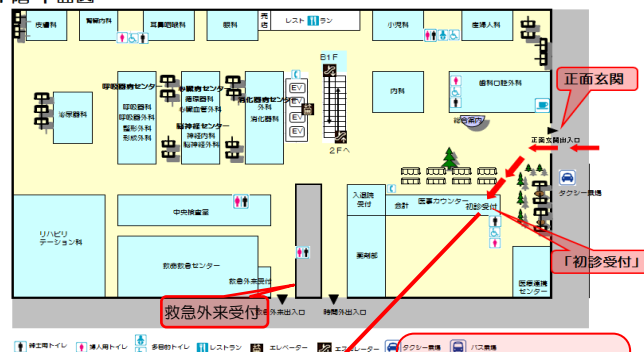 皮膚科
腎臓内科
耳鼻咽喉科
眼科
売店
レストラン
小児科
産婦人科
正面玄関
B1F
呼吸器病センター
呼吸器科
呼吸器外科
整形外科
形成外科
心臓病センター
循環器科
心臓血管外科
脳神経センター
神経内科
脳神経外科
消化器病センター
外科
消化器科
EV
EV
EV
EV
内科
歯科口腔外科
泌尿器科
総合案内
正面玄関出入口
2Fへ
タクシー乗場
入退院
受付
会計
医事カウンター
初診受付
中央検査室
リハビリ
テーション科
救命救急センター
救急外来受付
薬剤部
「初診受付」
医療連携
センター
救急外来受付
救急外来出入口
時間外出入口
紳士用トイレ
婦人用トイレ
多目的トイレ
レストラン
エレベーター
エスカレーター
タクシー乗場
バス乗場